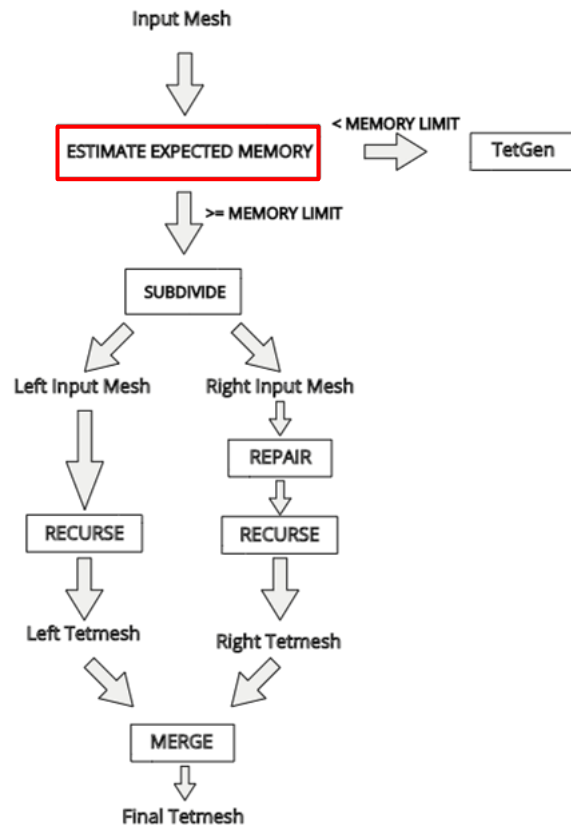 Input Mesh
< MEMORY LIMIT
ESTIMATE EXPECTED MEMORY
TetGen
>= MEMORY LIMIT
SUBDIVIDE
Left Input Mesh
Right Input Mesh
REPAIR
RECURSE
RECURSE
Left Tetmesh
Right Tetmesh
MERGE
Final Tetmesh